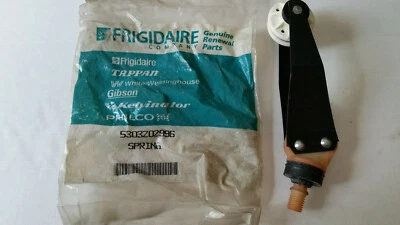 FRIGIDAIRE
COMPANY
Genuine
Renewal
Parts
Frigidaire
TAPPAN
White-Westinghouse
Gibson
Kelvinator
PHILCO
5303202996
SPRING